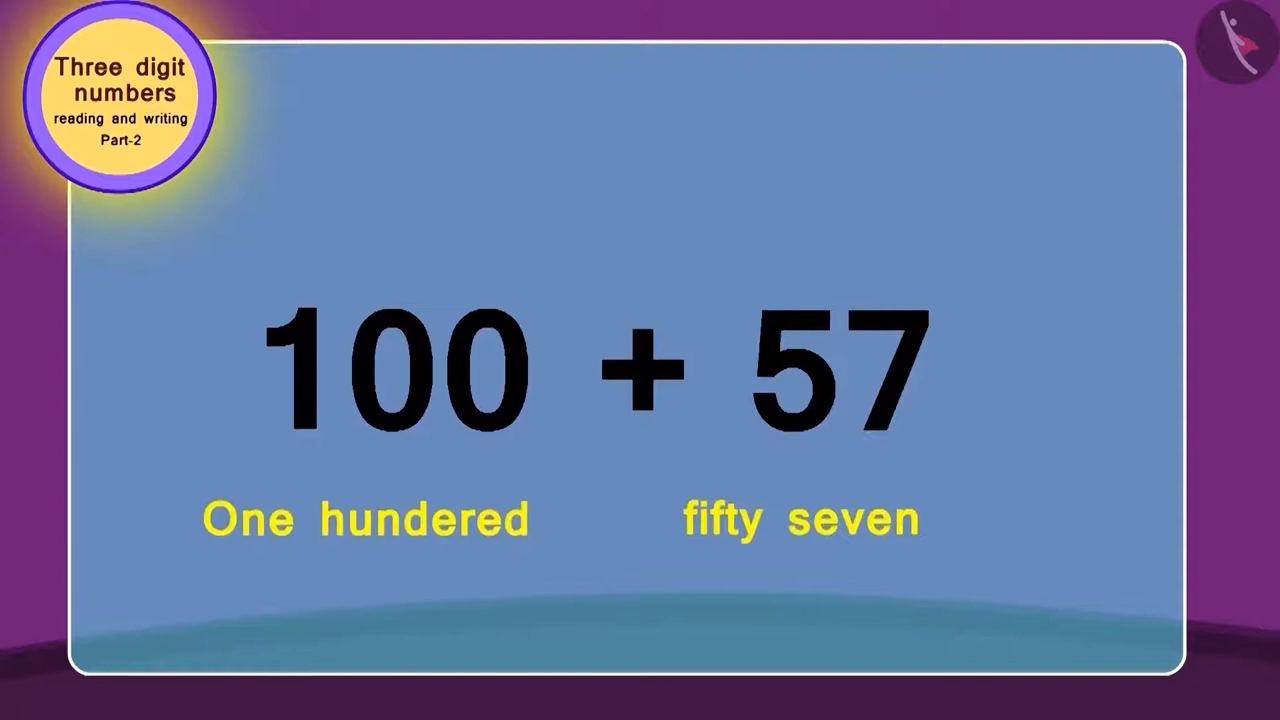 Three digit
numbers
reading and writing
Part-2
100 + 57
One hundered fifty seven